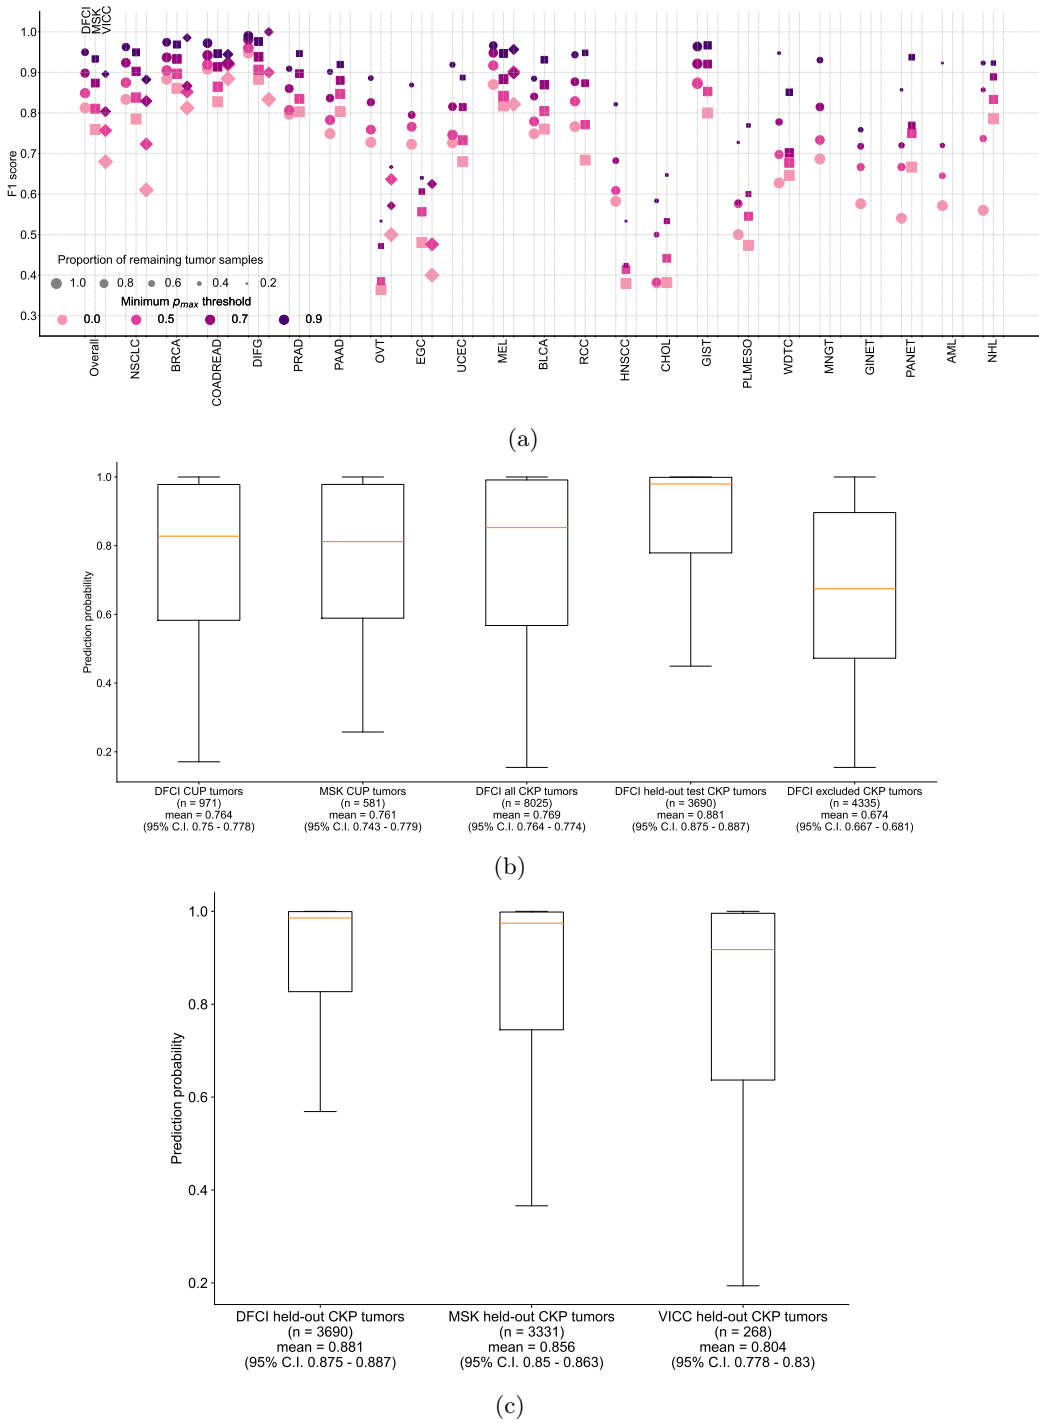 DFCI
MSK
VICC
F1 score
1.0
0.9
0.8
0.7
0.6
0.5
0.4
0.3
Proportion of remaining tumor samples
1.0 0.8 0.6 0.4 0.2
Minimum p_max threshold
0.0 0.5 0.7 0.9
Overall
NSCLC
BRCA
COADREAD
DIFG
PRAD
PAAD
OVT
EGC
UCEC
MEL
BLCA
RCC
HNSCC
CHOL
GIST
PLMESO
WDTC
MNGT
GINET
PANET
AML
NHL
(a)
Prediction probability
1.0
0.8
0.6
0.4
0.2
DFCI CUP tumors
(n = 971)
mean = 0.764
(95% C.I. 0.75 - 0.778)
MSK CUP tumors
(n = 581)
mean = 0.761
(95% C.I. 0.743 - 0.779)
DFCI all CKP tumors
(n = 8025)
mean = 0.769
(95% C.I. 0.764 - 0.774)
DFCI held-out test CKP tumors
(n = 3690)
mean = 0.881
(95% C.I. 0.875 - 0.887)
DFCI excluded CKP tumors
(n = 4335)
mean = 0.674
(95% C.I. 0.667 - 0.681)
(b)
Prediction probability
1.0
0.8
0.6
0.4
0.2
DFCI held-out CKP tumors
(n = 3690)
mean = 0.881
(95% C.I. 0.875 - 0.887)
MSK held-out CKP tumors
(n = 3331)
mean = 0.856
(95% C.I. 0.85 - 0.863)
VICC held-out CKP tumors
(n = 268)
mean = 0.804
(95% C.I. 0.778 - 0.83)
(c)